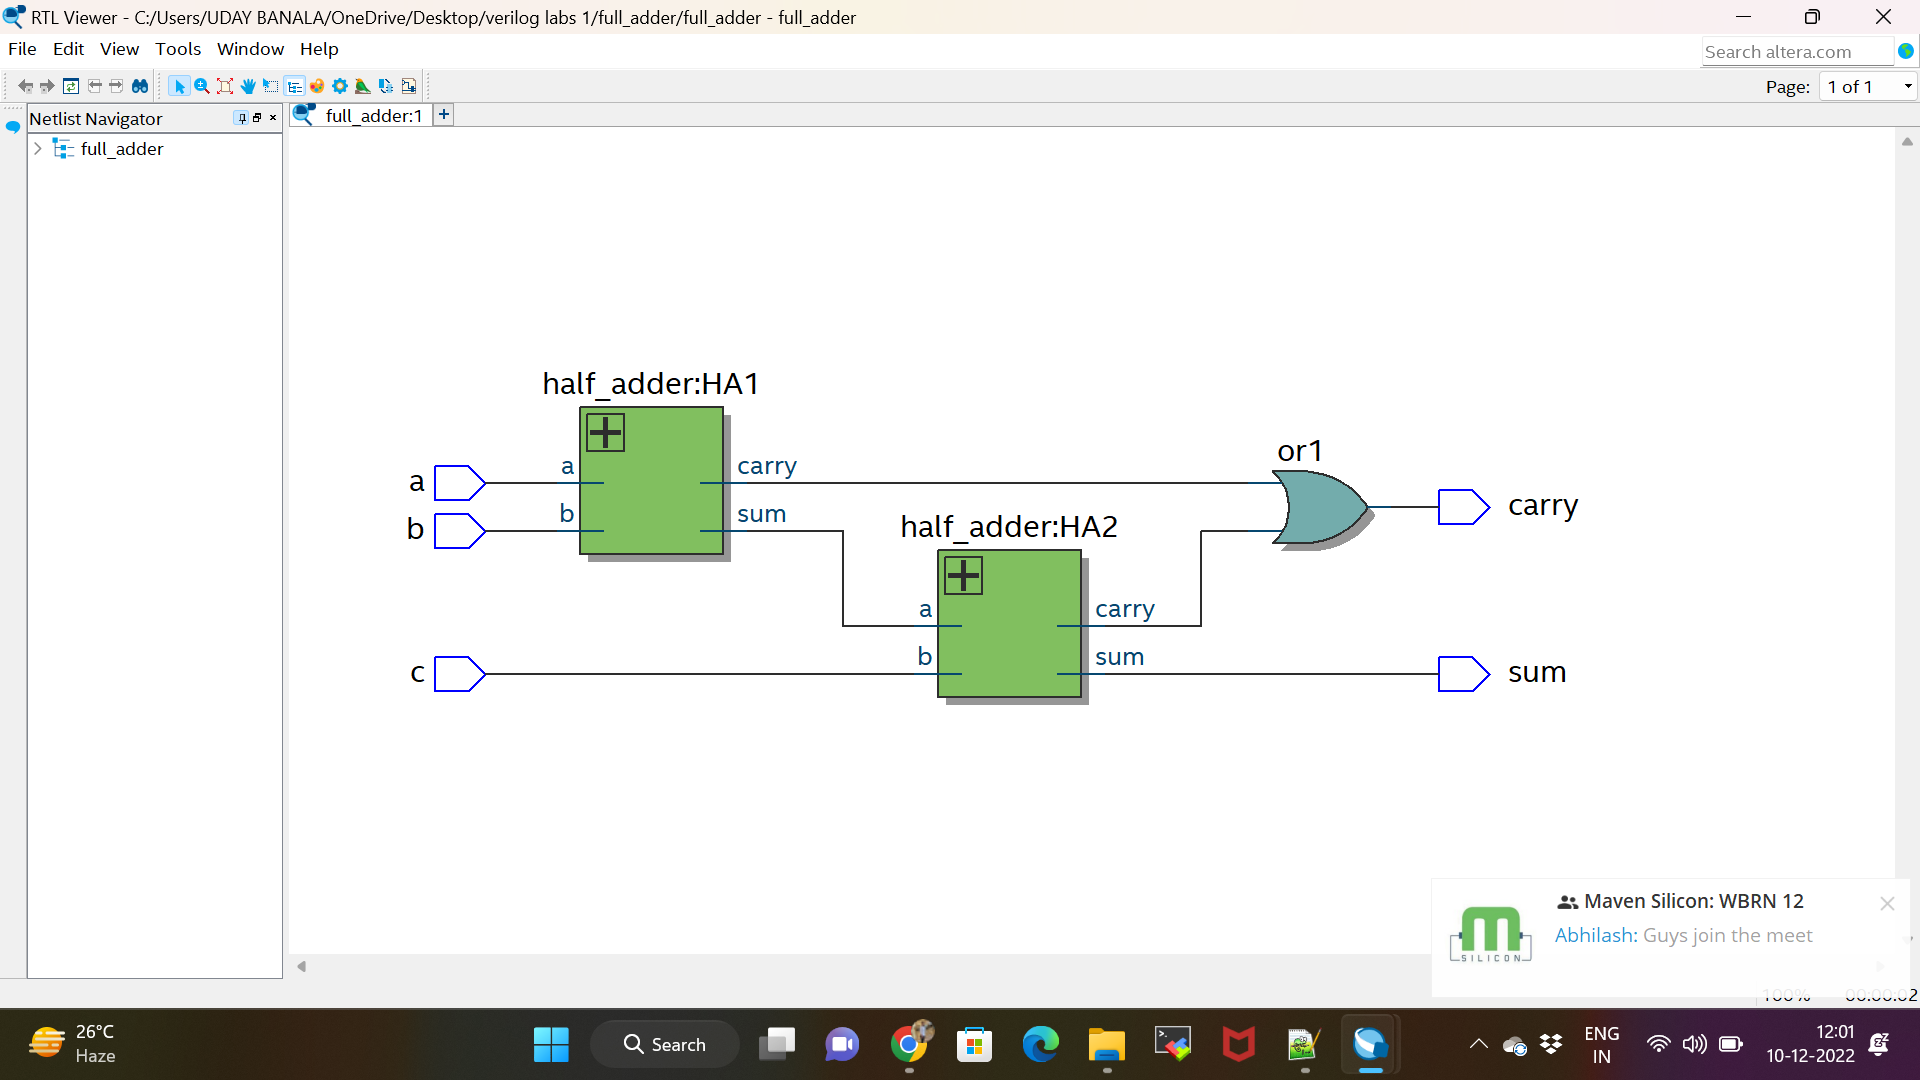 RTL Viewer - C:/Users/UDAY BANALA/OneDrive/Desktop/verilog labs 1/full_adder/full_adder - full_adder
File Edit View Tools Window Help
Search altera.com
Page: 1 of 1
Netlist Navigator
full_adder:1
full_adder
half_adder:HA1
or1
a
a
carry
carry
b
b
sum
half_adder:HA2
a
carry
c
b
sum
sum
Maven Silicon: WBRN 12
Abhilash: Guys join the meet
SILICON
100% 00:00:02
26°C
Haze
Search
ENG
IN
12:01
10-12-2022